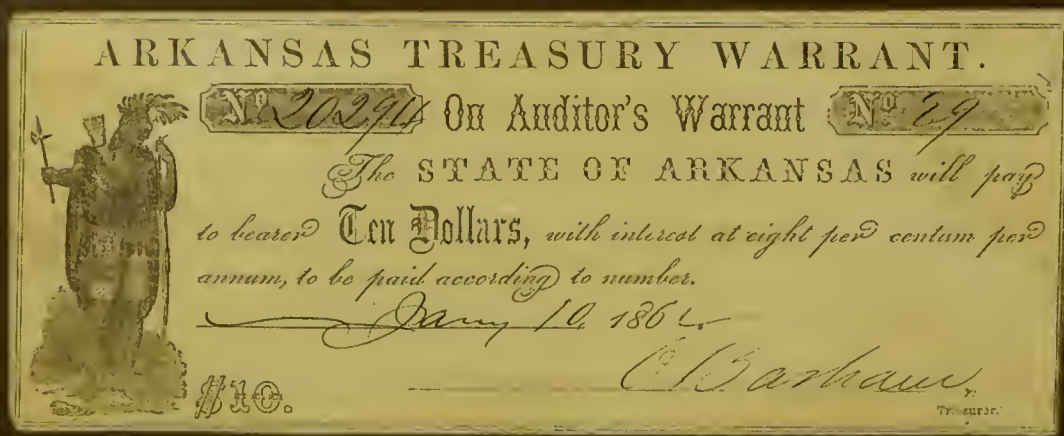 ARKANSAS TREASURY WARRANT.
No 20294 On Auditor's Warrant No 29
The STATE OF ARKANSAS will pay
to bearer Ten Dollars, with interest at eight per centum per
annum, to be paid according to number.
Jany 10, 1862
$10.
Treasurer.